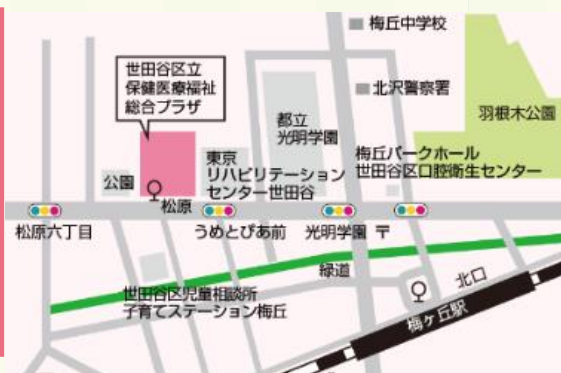 梅丘中学校
世田谷区立
保健医療福祉
総合プラザ
北沢警察署
羽根木公園
都立
光明学園
東京
リハビリテーション
センター世田谷
梅丘パークホール
世田谷区口腔衛生センター
公園
松原
松原六丁目
うめとぴあ前
光明学園
〒
緑道
北口
世田谷区児童相談所
子育てステーション梅丘
梅ヶ丘駅